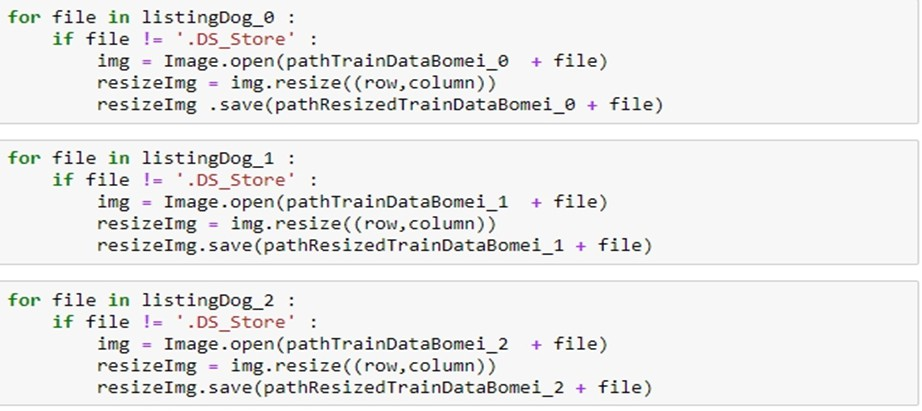 for file in listingDog_0 :
    if file != '.DS_Store' :
        img = Image.open(pathTrainDataBomei_0  + file)
        resizeImg = img.resize((row,column))
        resizeImg .save(pathResizedTrainDataBomei_0 + file)
for file in listingDog_1 :
    if file != '.DS_Store' :
        img = Image.open(pathTrainDataBomei_1  + file)
        resizeImg = img.resize((row,column))
        resizeImg.save(pathResizedTrainDataBomei_1 + file)
for file in listingDog_2 :
    if file != '.DS_Store' :
        img = Image.open(pathTrainDataBomei_2  + file)
        resizeImg = img.resize((row,column))
        resizeImg.save(pathResizedTrainDataBomei_2 + file)